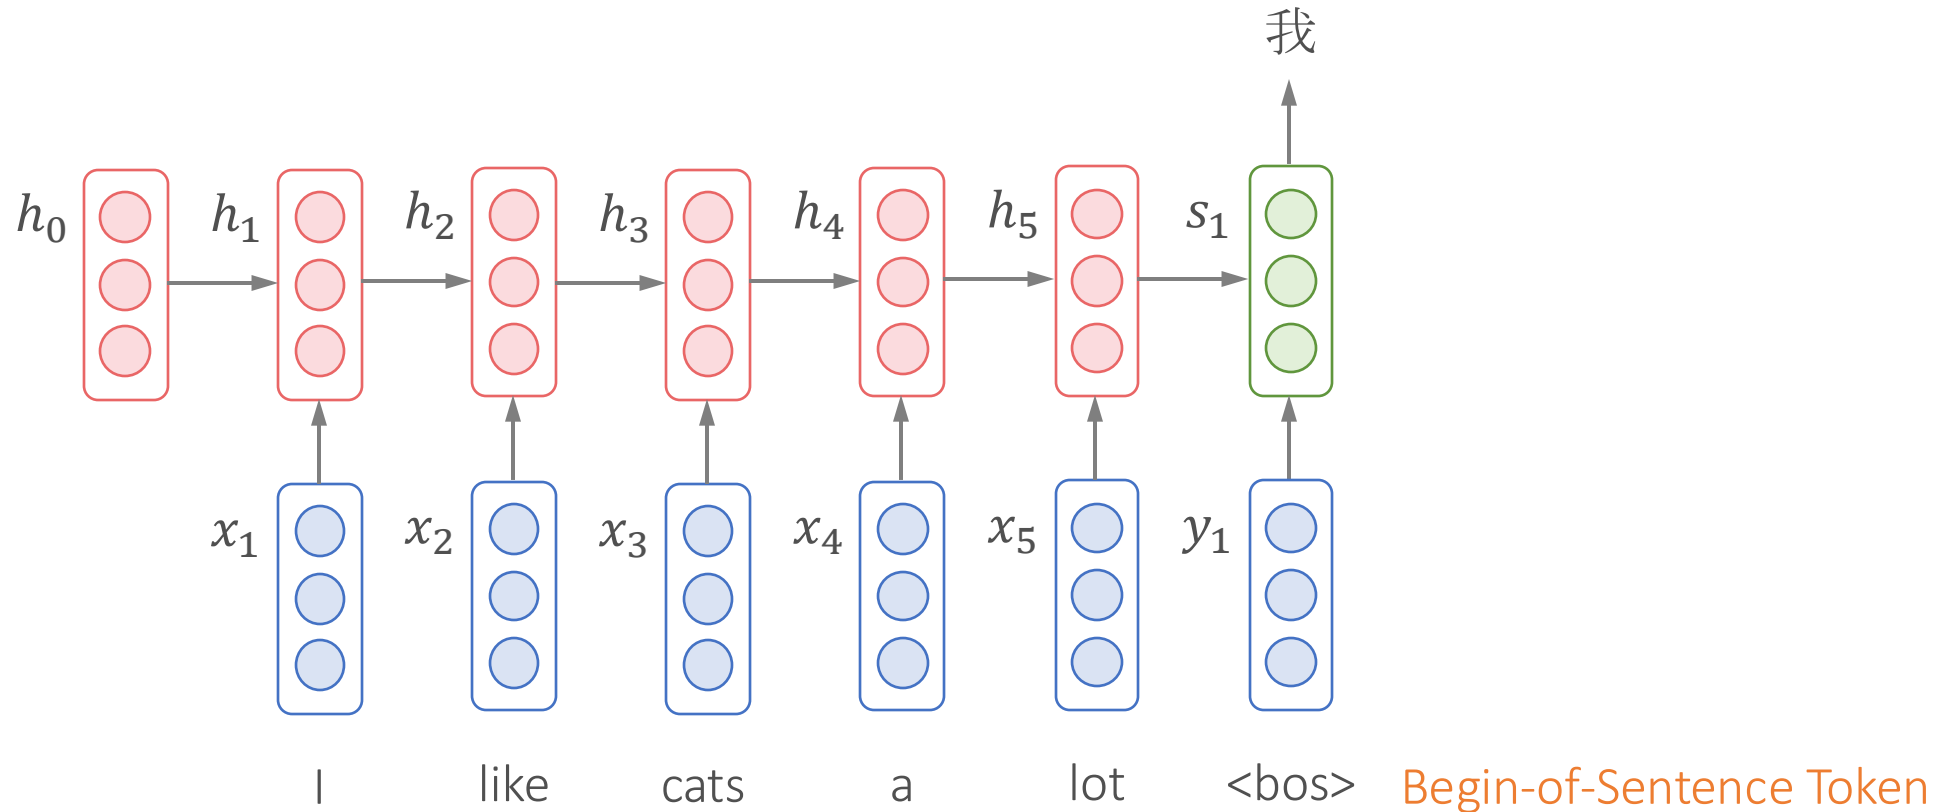 我
h₀ h₁ h₂ h₃ h₄ h₅ s₁
x₁ x₂ x₃ x₄ x₅ y₁
I like cats a lot <bos> Begin-of-Sentence Token